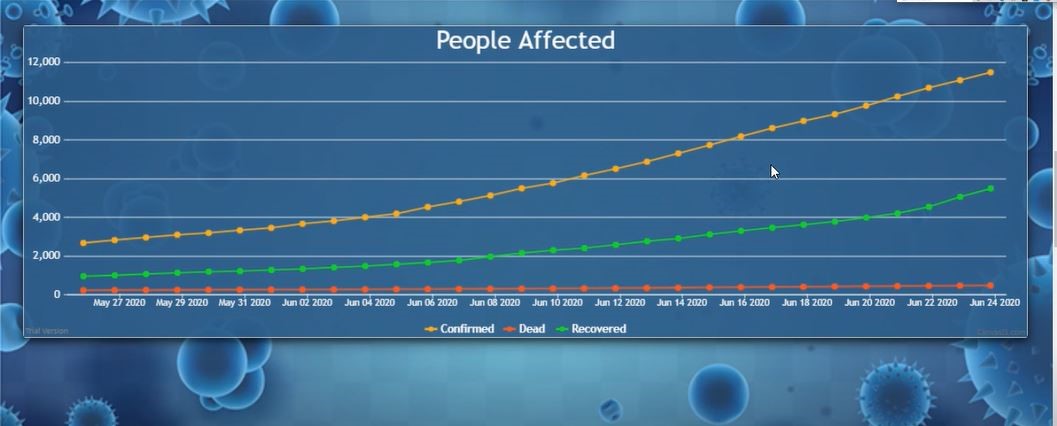 People Affected
12,000
10,000
8,000
6,000
4,000
2,000
0
May 27 2020 May 29 2020 May 31 2020 Jun 02 2020 Jun 04 2020 Jun 06 2020 Jun 08 2020 Jun 10 2020 Jun 12 2020 Jun 14 2020 Jun 16 2020 Jun 18 2020 Jun 20 2020 Jun 22 2020 Jun 24 2020
Confirmed Dead Recovered
Trial Version CanvasJS.com